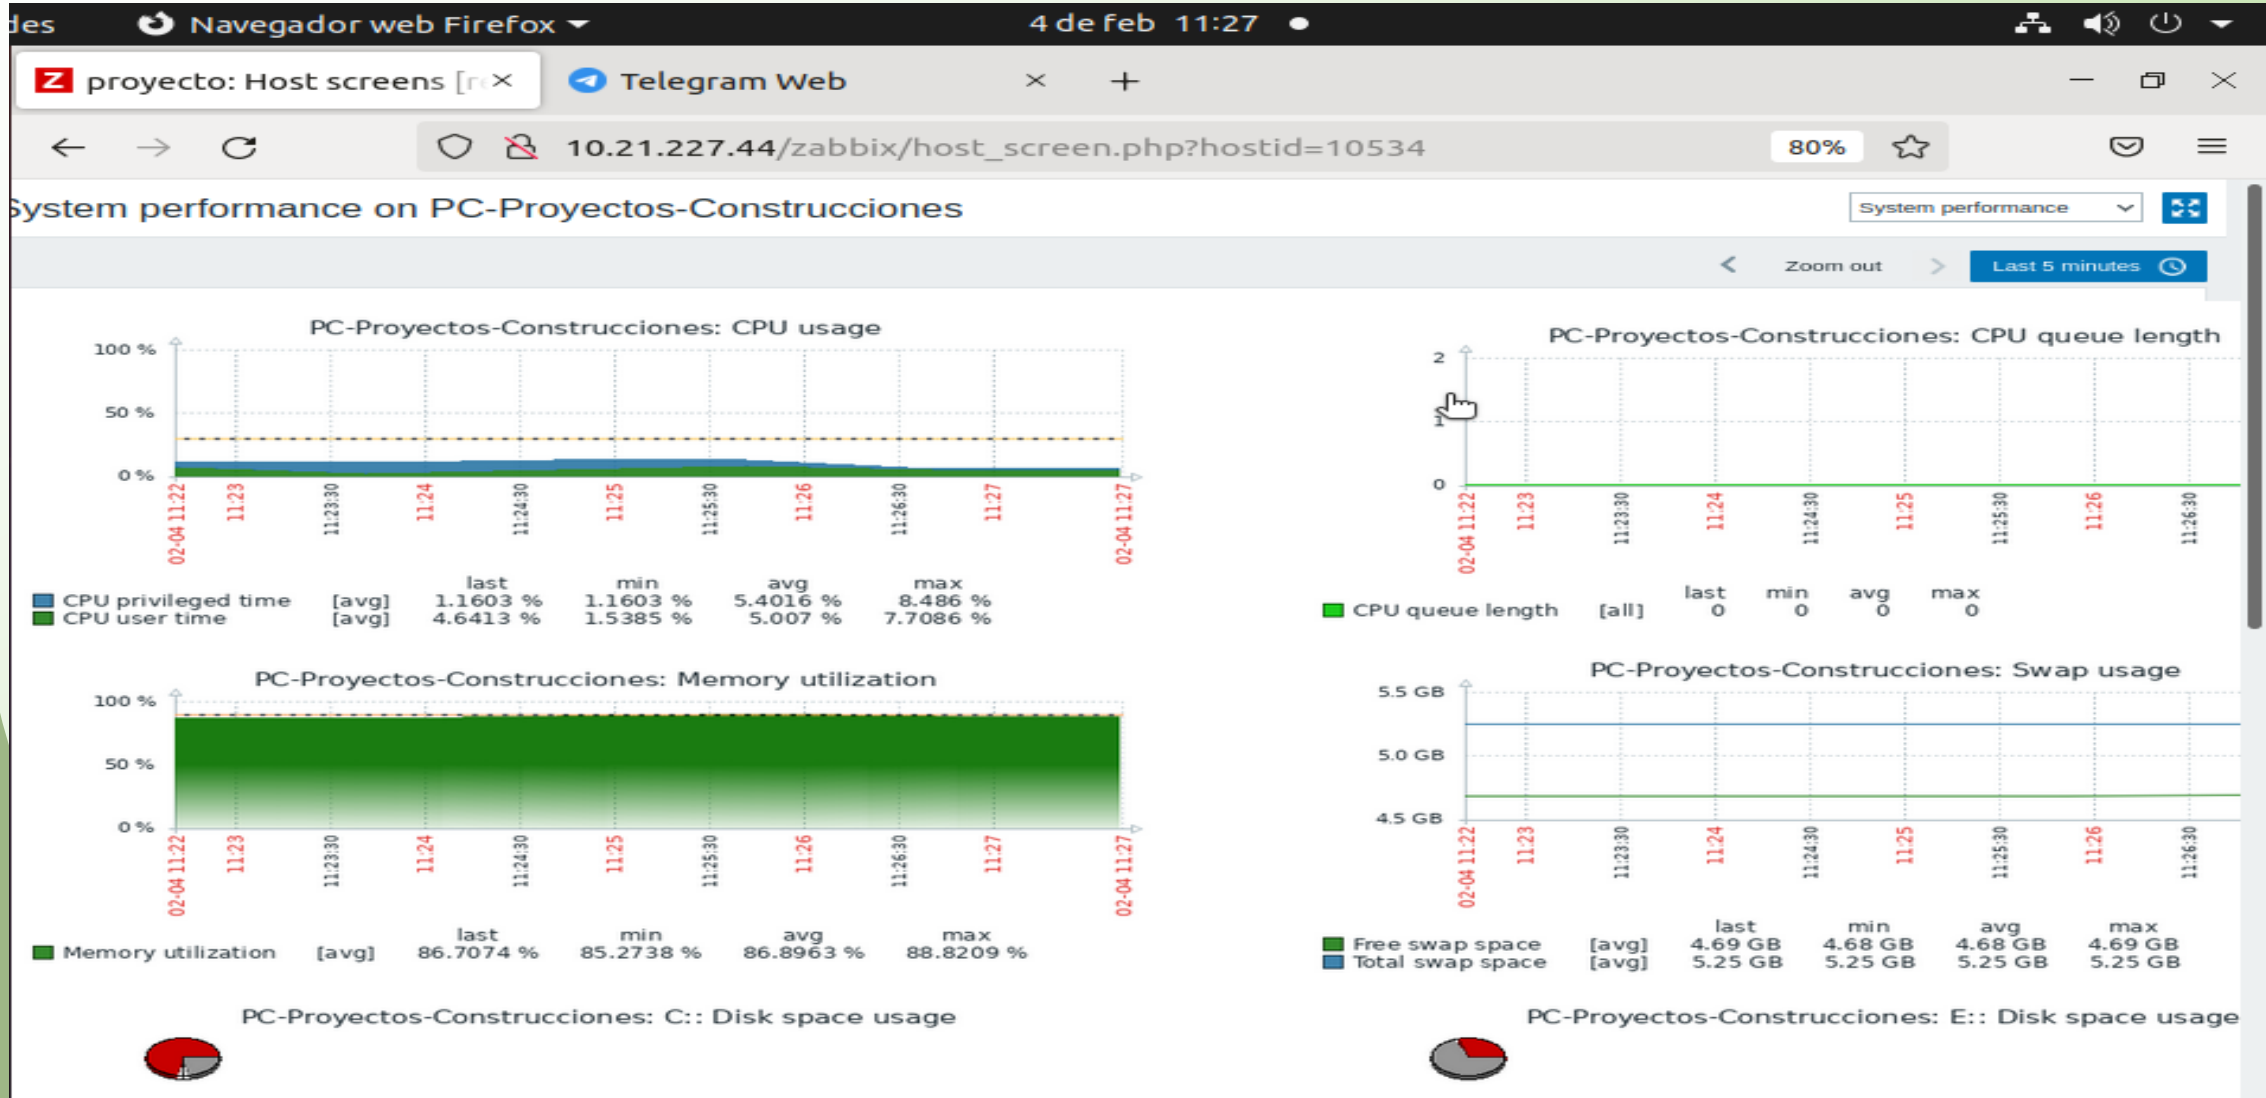 des Navegador web Firefox 4 de feb 11:27
Z proyecto: Host screens [re × Telegram Web × +
10.21.227.44/zabbix/host_screen.php?hostid=10534 80%
System performance on PC-Proyectos-Construcciones System performance
Zoom out Last 5 minutes
PC-Proyectos-Construcciones: CPU usage
100 %
50 %
0 %
02-04 11:22 11:23 11:23:30 11:24 11:24:30 11:25 11:25:30 11:26 11:26:30 11:27 02-04 11:27
last min avg max
CPU privileged time [avg] 1.1603 % 1.1603 % 5.4016 % 8.486 %
CPU user time [avg] 4.6413 % 1.5385 % 5.007 % 7.7086 %
PC-Proyectos-Construcciones: CPU queue length
2
1
0
02-04 11:22 11:23 11:23:30 11:24 11:24:30 11:25 11:25:30 11:26 11:26:30
last min avg max
CPU queue length [all] 0 0 0 0
PC-Proyectos-Construcciones: Memory utilization
100 %
50 %
0 %
02-04 11:22 11:23 11:23:30 11:24 11:24:30 11:25 11:25:30 11:26 11:26:30 11:27 02-04 11:27
last min avg max
Memory utilization [avg] 86.7074 % 85.2738 % 86.8963 % 88.8209 %
PC-Proyectos-Construcciones: Swap usage
5.5 GB
5.0 GB
4.5 GB
02-04 11:22 11:23 11:23:30 11:24 11:24:30 11:25 11:25:30 11:26 11:26:30
last min avg max
Free swap space [avg] 4.69 GB 4.68 GB 4.68 GB 4.69 GB
Total swap space [avg] 5.25 GB 5.25 GB 5.25 GB 5.25 GB
PC-Proyectos-Construcciones: C:: Disk space usage
PC-Proyectos-Construcciones: E:: Disk space usage